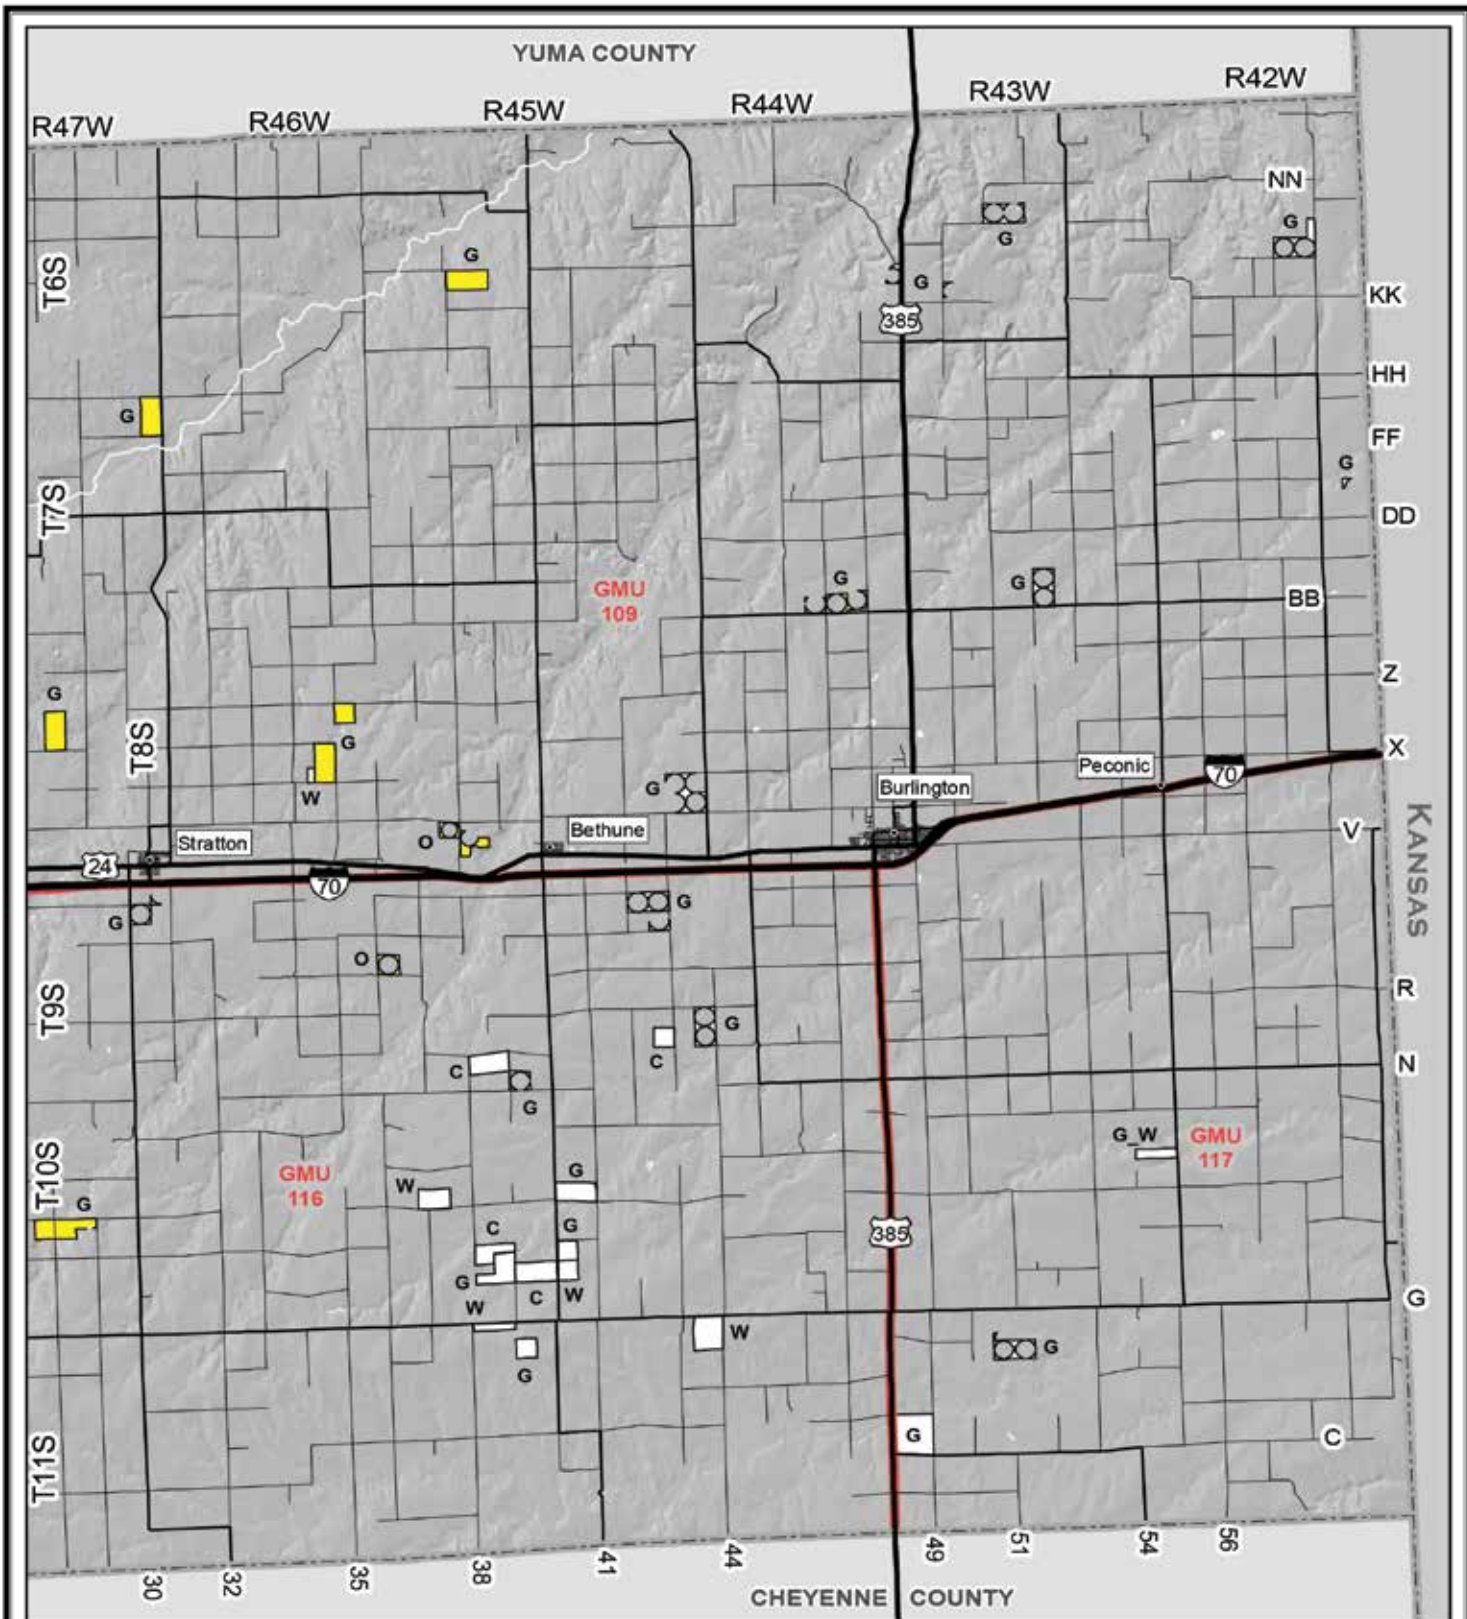 YUMA COUNTY
R47W
R46W
R45W
R44W
R43W
R42W
NN
G
G
T6S
G
G
KK
385
HH
G
FF
G
T7S
DD
GMU
109
G
G
BB
Z
G
T8S
G
X
W
G
Peconic
70
Burlington
Bethune
V
O
Stratton
24
70
KANSAS
G
G
O
R
T9S
G
C
C
N
G
G_W
GMU
117
T10S
GMU
116
G
W
G
C
G
385
G
W
C
W
G
W
G
G
G
C
T11S
30
32
35
38
41
44
49
51
54
56
CHEYENNE COUNTY